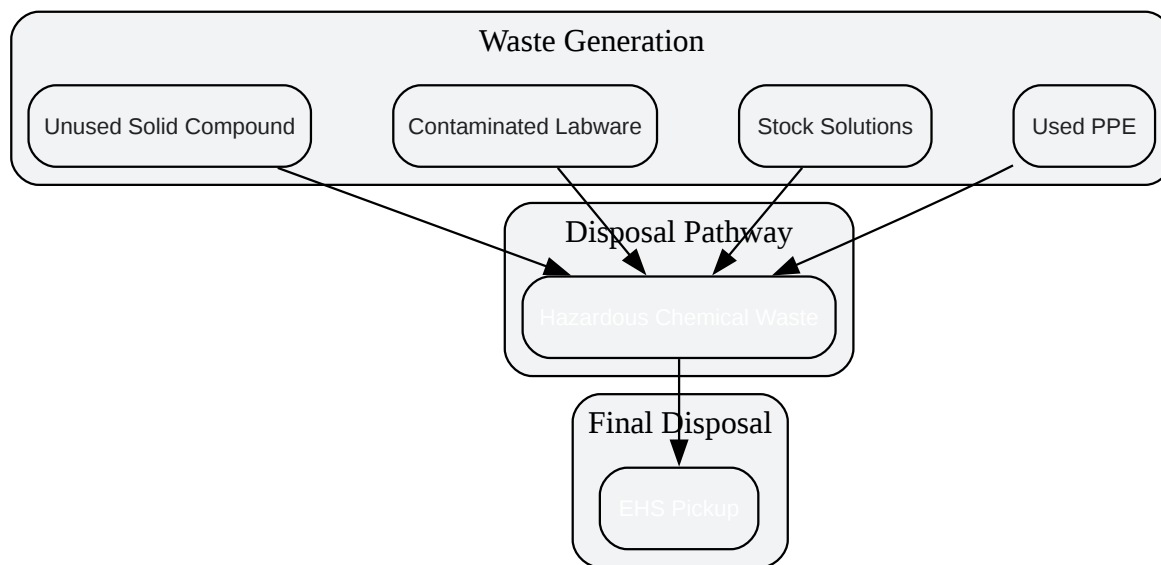 Waste Generation
Unused Solid Compound
Contaminated Labware
Stock Solutions
Used PPE
Disposal Pathway
Hazardous Chemical Waste
Final Disposal
EHS Pickup